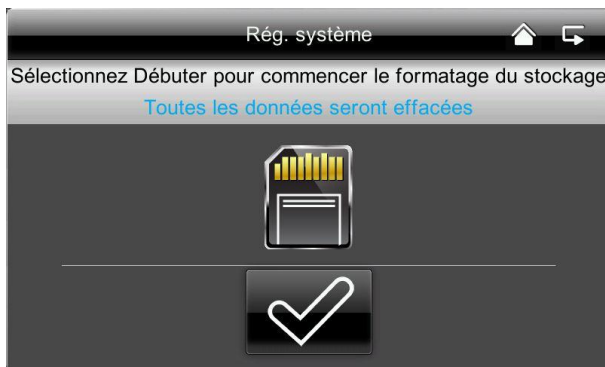 Rég. système
Sélectionnez Débuter pour commencer le formatage du stockage
Toutes les données seront effacées